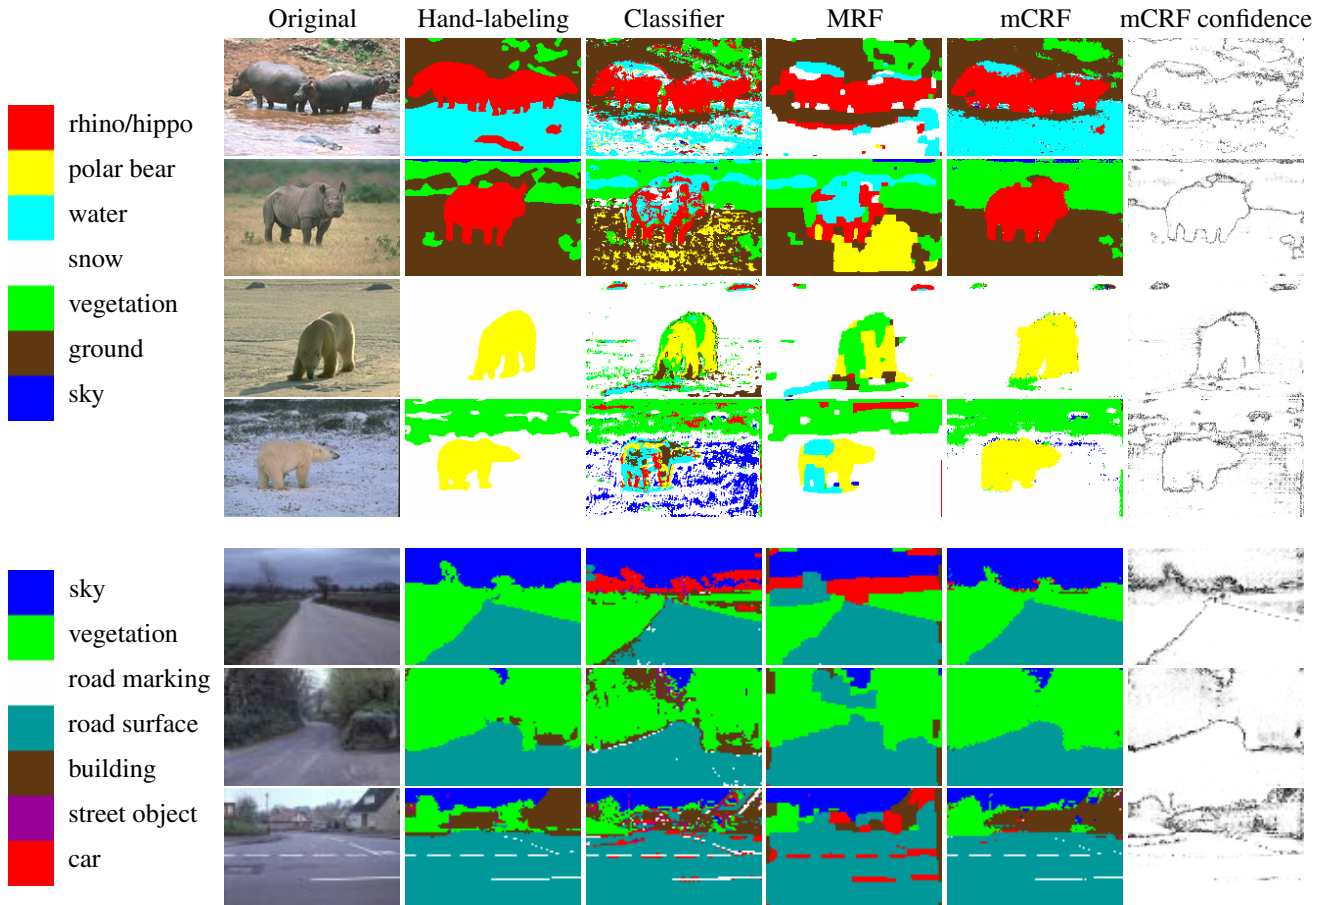 Original Hand-labeling Classifier MRF mCRF mCRF confidence
rhino/hippo
polar bear
water
snow
vegetation
ground
sky
sky
vegetation
road marking
road surface
building
street object
car